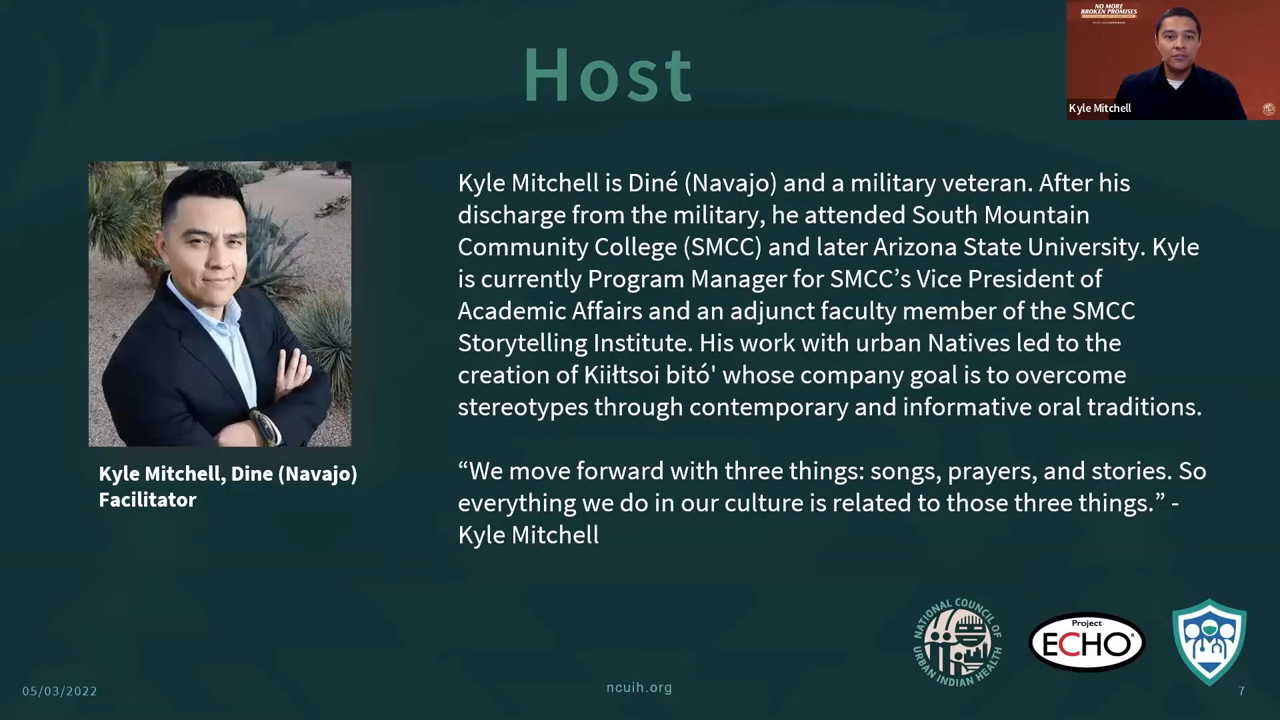 Host
NO MORE
BROKEN PROMISES
Kyle Mitchell
Kyle Mitchell is Diné (Navajo) and a military veteran. After his
discharge from the military, he attended South Mountain
Community College (SMCC) and later Arizona State University. Kyle
is currently Program Manager for SMCC’s Vice President of
Academic Affairs and an adjunct faculty member of the SMCC
Storytelling Institute. His work with urban Natives led to the
creation of Kiiłtsoi bitó' whose company goal is to overcome
stereotypes through contemporary and informative oral traditions.
“We move forward with three things: songs, prayers, and stories. So
everything we do in our culture is related to those three things.” -
Kyle Mitchell
Kyle Mitchell, Dine (Navajo)
Facilitator
NATIONAL COUNCIL OF
URBAN INDIAN HEALTH
Project
ECHO®
05/03/2022
ncuih.org
7